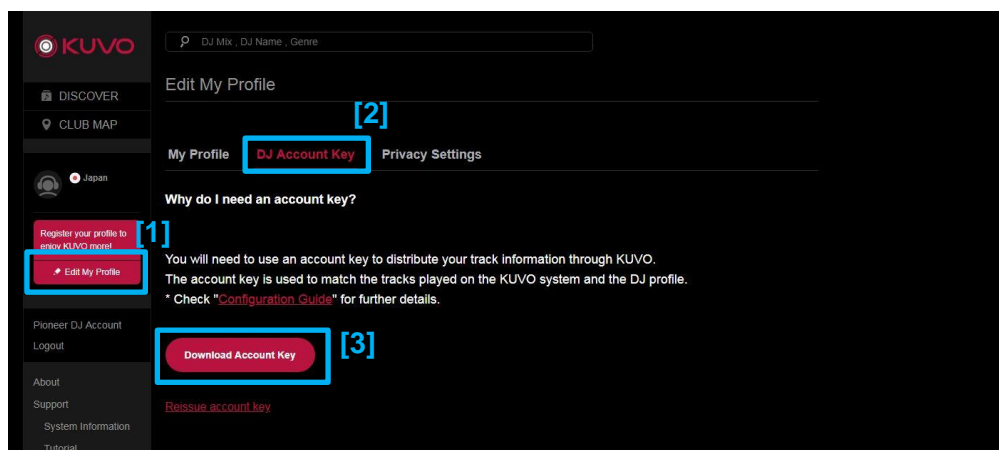 KUVO
DJ Mix , DJ Name , Genre
Edit My Profile
DISCOVER
CLUB MAP
[2]
My Profile DJ Account Key Privacy Settings
Japan
Why do I need an account key?
Register your profile to
enjoy KUVO more!
[1]
Edit My Profile
You will need to use an account key to distribute your track information through KUVO.
The account key is used to match the tracks played on the KUVO system and the DJ profile.
* Check "Configuration Guide" for further details.
Pioneer DJ Account
Logout
Download Account Key
[3]
About
Support
System Information
Tutorial
Reissue account key